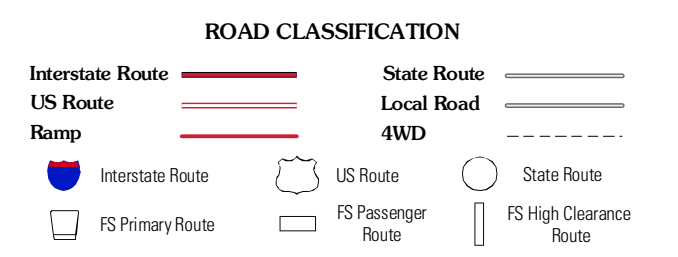 ROAD CLASSIFICATION
Interstate Route
State Route
US Route
Local Road
Ramp
4WD
Interstate Route
US Route
State Route
FS Primary Route
FS Passenger
Route
FS High Clearance
Route